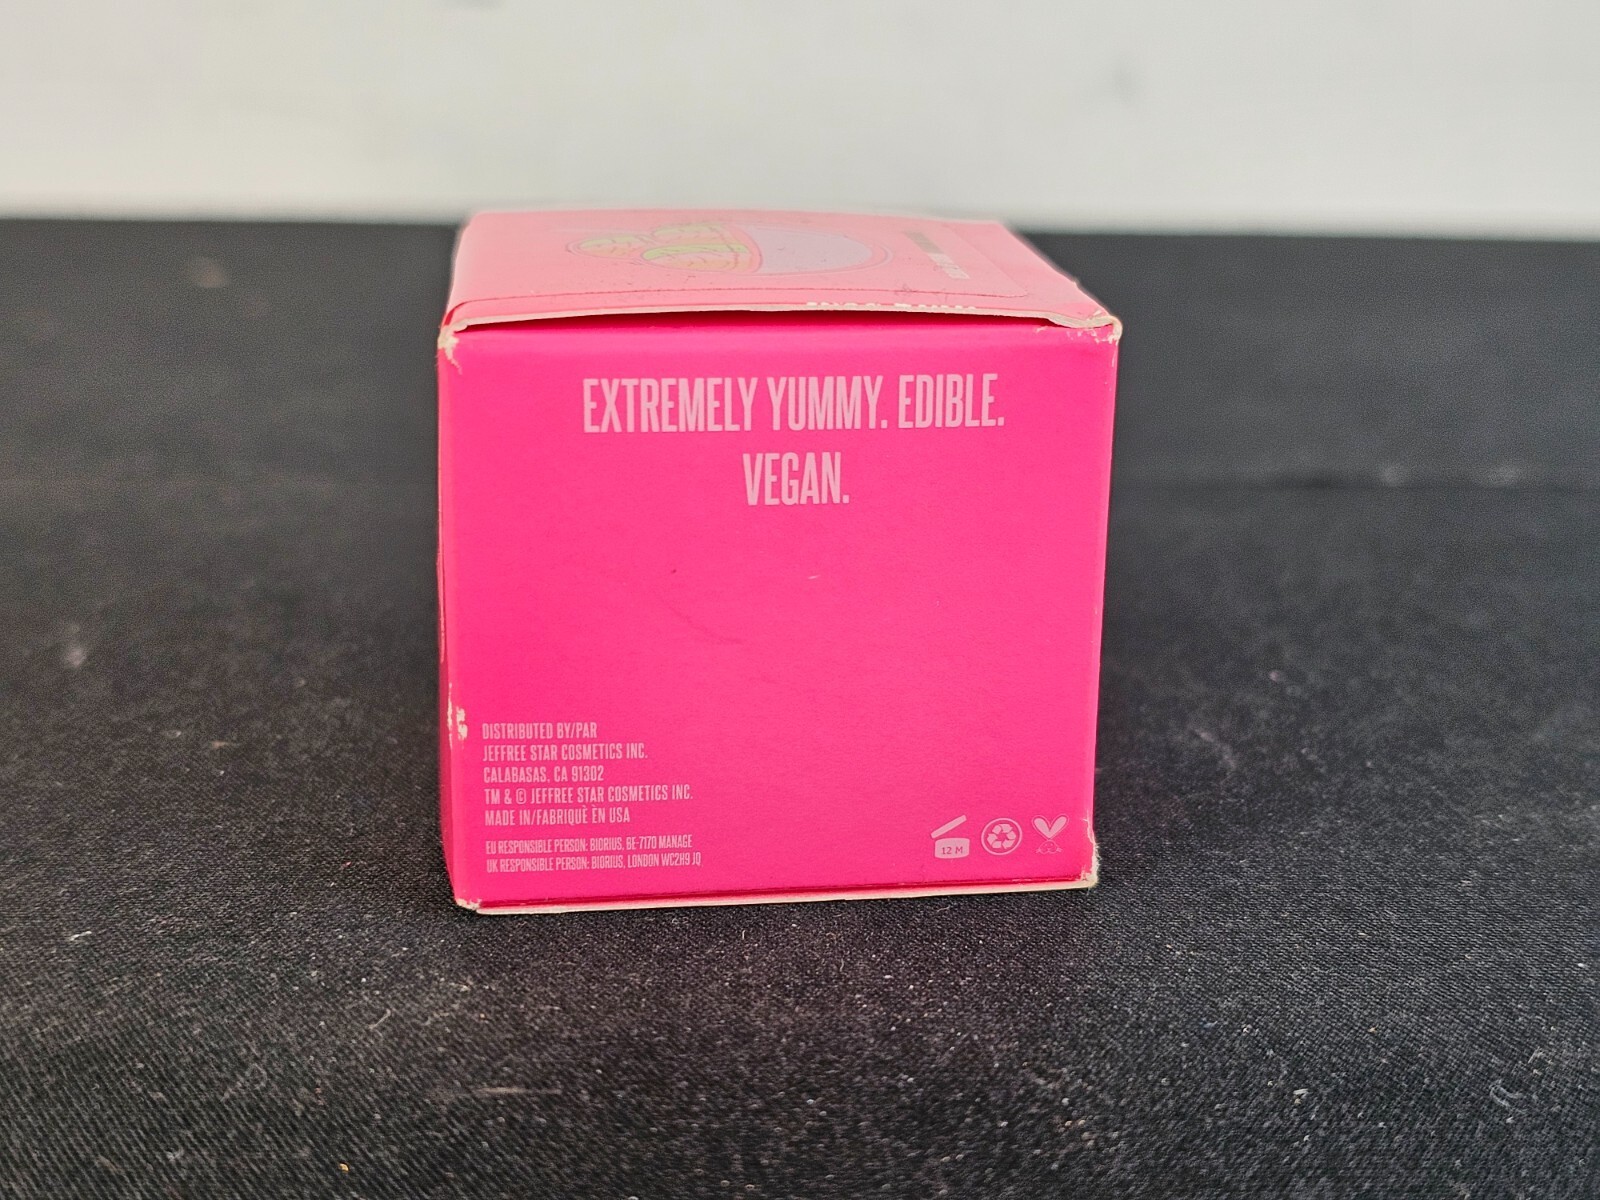 EXTREMELY YUMMY. EDIBLE.
VEGAN.
DISTRIBUTED BY/PAR
JEFFREE STAR COSMETICS INC.
CALABASAS, CA 91302
TM & © JEFFREE STAR COSMETICS INC.
MADE IN/FABRIQUÈ EN USA
EU RESPONSIBLE PERSON: BIORIUS, BE-7170 MANAGE
UK RESPONSIBLE PERSON: BIORIUS, LONDON WC2H9 JQ
12 M